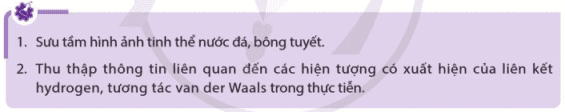 1. Sưu tầm hình ảnh tinh thể nước đá, bông tuyết.
2. Thu thập thông tin liên quan đến các hiện tượng có xuất hiện của liên kết
hydrogen, tương tác van der Waals trong thực tiễn.